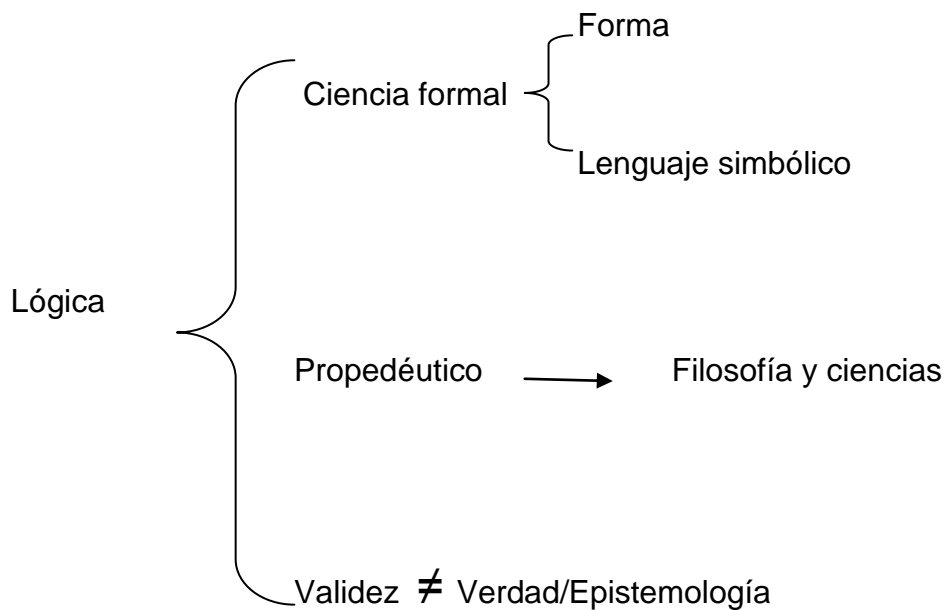 Forma
Ciencia formal
Lenguaje simbólico
Lógica
Propedéutico Filosofía y ciencias
Validez ≠ Verdad/Epistemología